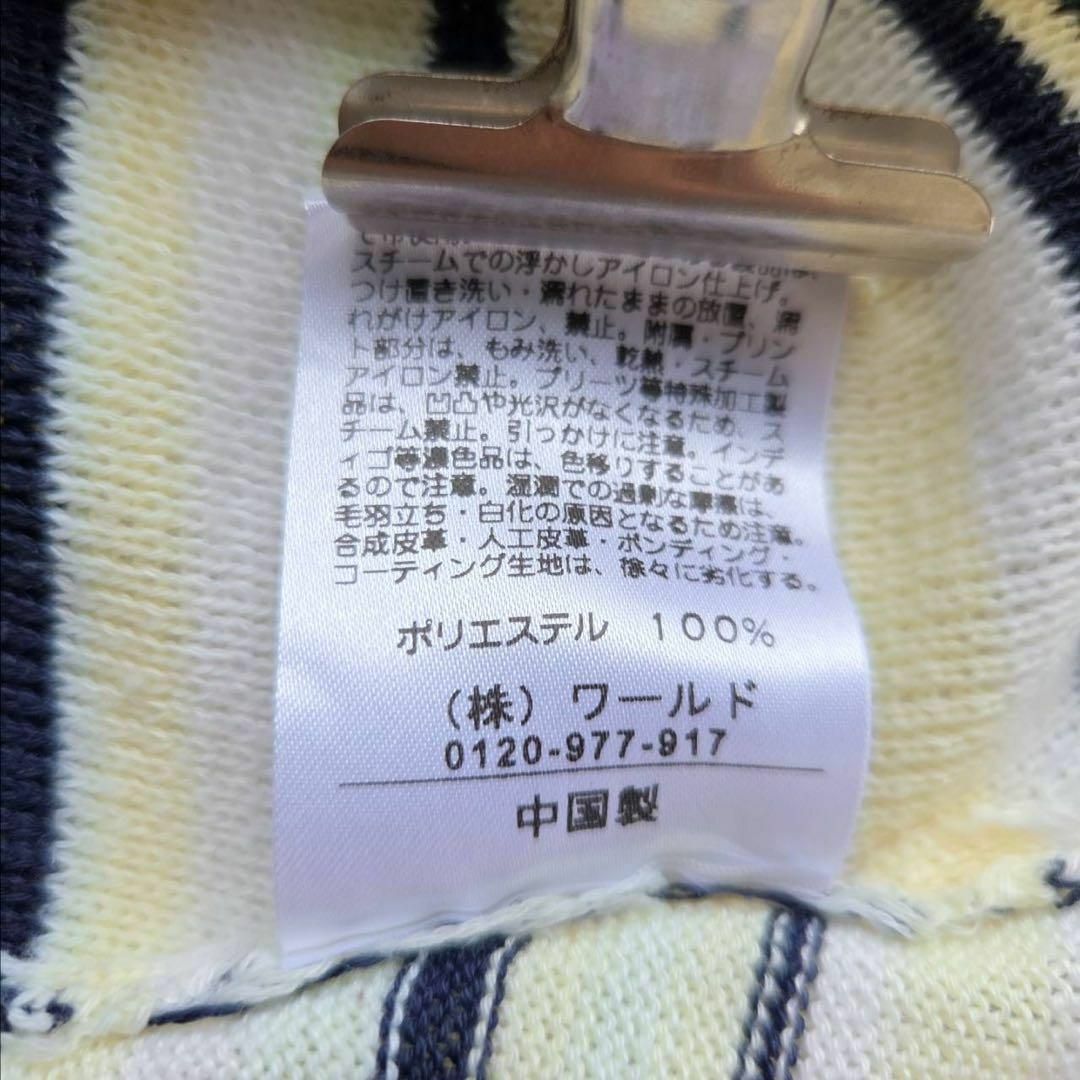 スチームでの浮かしアイロン仕上げ。
つけ置き洗い・濡れたままの放置、濡
れがけアイロン、禁止。附属・プリン
ト部分は、もみ洗い、乾燥・スチーム
アイロン禁止。プリーツ等特殊加工製
品は、凹凸や光沢がなくなるため、ス
チーム禁止。引っかけに注意。インデ
ィゴ等濃色品は、色移りすることがあ
るので注意。湿潤での過剰な摩擦は、
毛羽立ち・白化の原因となるため注意。
合成皮革・人工皮革・ボンディング・
コーティング生地は、徐々に劣化する。
ポリエステル 100%
(株) ワールド
0120-977-917
中国製